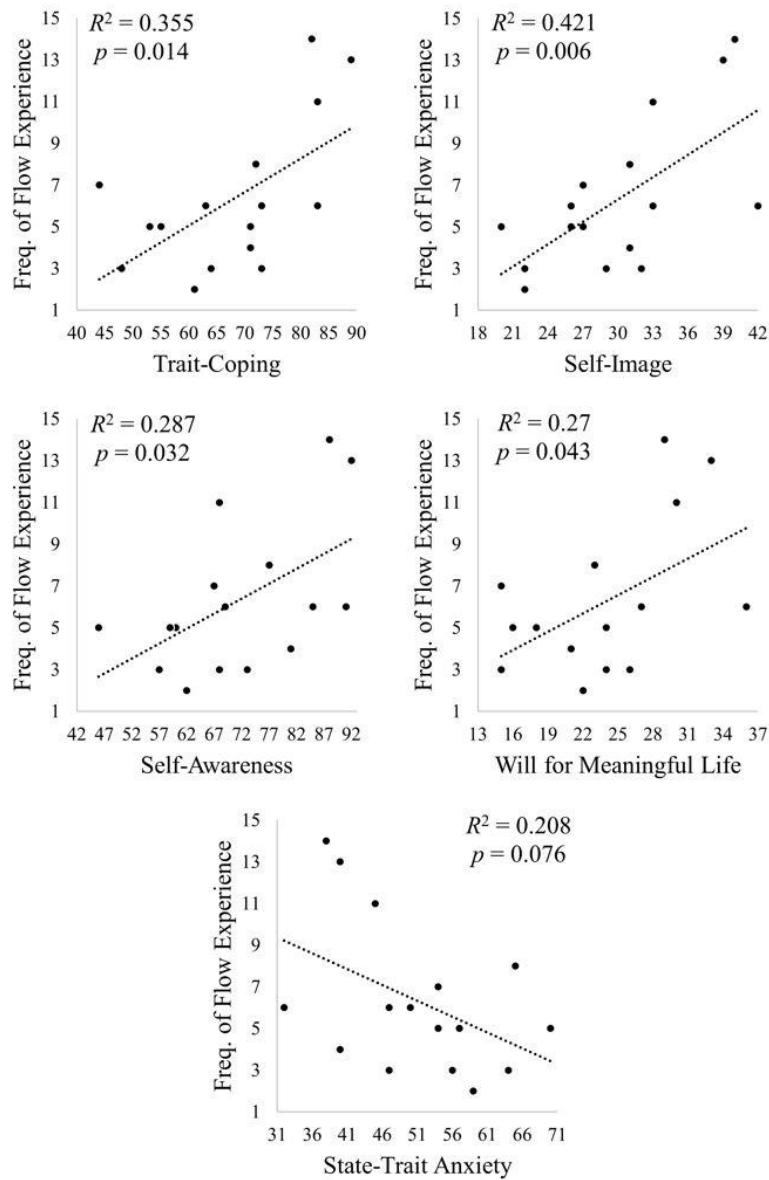 R² = 0.355
p = 0.014
Freq. of Flow Experience
15
13
11
9
7
5
3
1
40 45 50 55 60 65 70 75 80 85 90
Trait-Coping
R² = 0.421
p = 0.006
Freq. of Flow Experience
15
13
11
9
7
5
3
1
18 21 24 27 30 33 36 39 42
Self-Image
R² = 0.287
p = 0.032
Freq. of Flow Experience
15
13
11
9
7
5
3
1
42 47 52 57 62 67 72 77 82 87 92
Self-Awareness
R² = 0.27
p = 0.043
Freq. of Flow Experience
15
13
11
9
7
5
3
1
13 16 19 22 25 28 31 34 37
Will for Meaningful Life
R² = 0.208
p = 0.076
Freq. of Flow Experience
15
13
11
9
7
5
3
1
31 36 41 46 51 56 61 66 71
State-Trait Anxiety